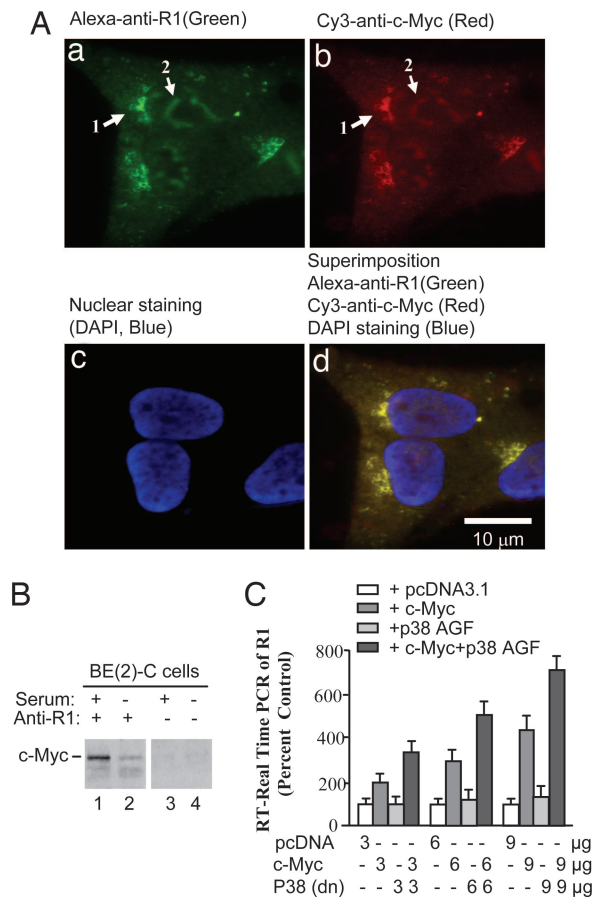 A
Alexa-anti-R1(Green)
Cy3-anti-c-Myc (Red)
a
2
1
b
2
1
Nuclear staining
(DAPI, Blue)
Superimposition
Alexa-anti-R1(Green)
Cy3-anti-c-Myc (Red)
DAPI staining (Blue)
c
d
10 μm
B
BE(2)-C cells
Serum: + - + -
Anti-R1: + + - -
c-Myc
1 2 3 4
C
+ pcDNA3.1
+ c-Myc
+p38 AGF
+ c-Myc+p38 AGF
RT-Real Time PCR of R1
(Percent Control)
800
600
400
200
0
pcDNA 3 - - - 6 - - - 9 - - - μg
c-Myc - 3 - 3 - 6 - 6 - 9 - 9 μg
P38 (dn) - - 3 3 - - 6 6 - - 9 9 μg